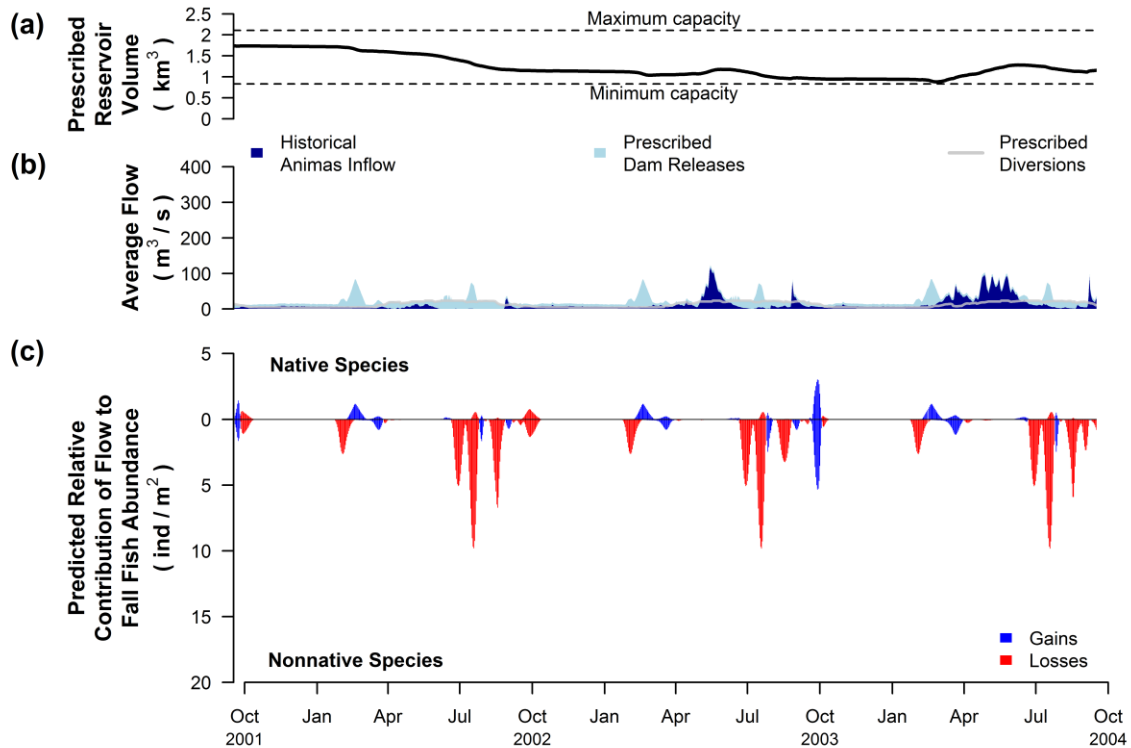 (a)
Prescribed
Reservoir
Volume
( km³ )
2.5
2
1.5
1
0.5
0
Maximum capacity
Minimum capacity
Historical
Animas Inflow
Prescribed
Dam Releases
Prescribed
Diversions
(b)
Average Flow
( m³ / s )
400
300
200
100
0
(c)
Predicted Relative
Contribution of Flow to
Fall Fish Abundance
( ind / m² )
5
0
5
10
15
20
Native Species
Nonnative Species
Gains
Losses
Oct Jan Apr Jul Oct Jan Apr Jul Oct Jan Apr Jul Oct
2001 2002 2003 2004